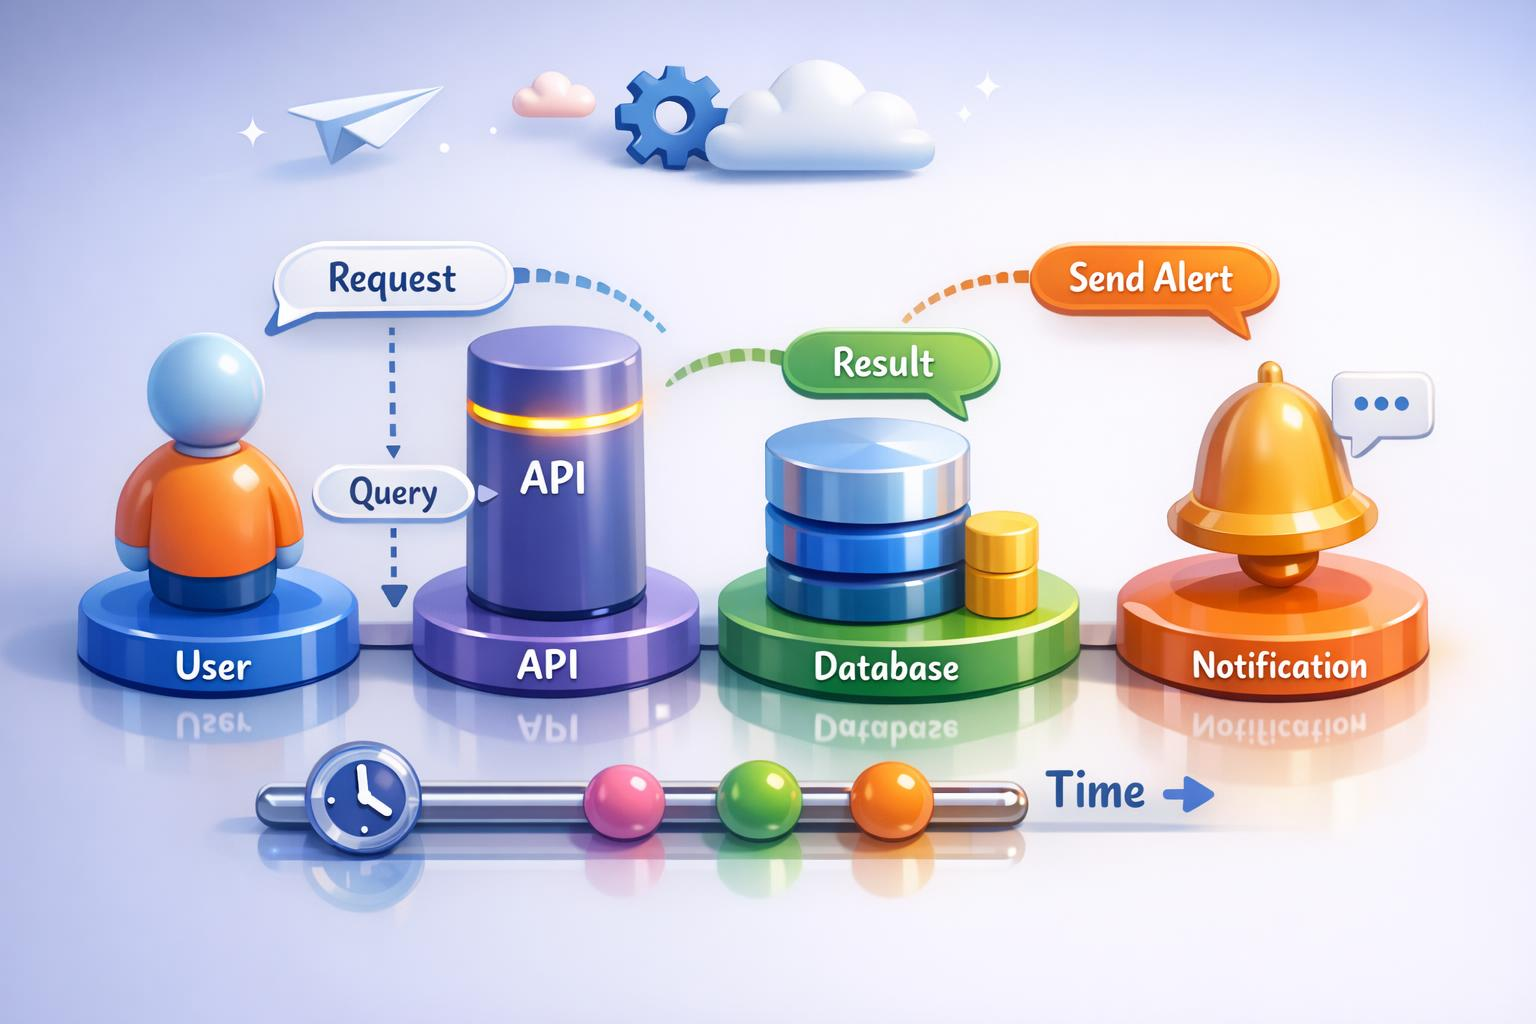 Request
Send Alert
Result
Query
API
User
API
Database
Notification
Time